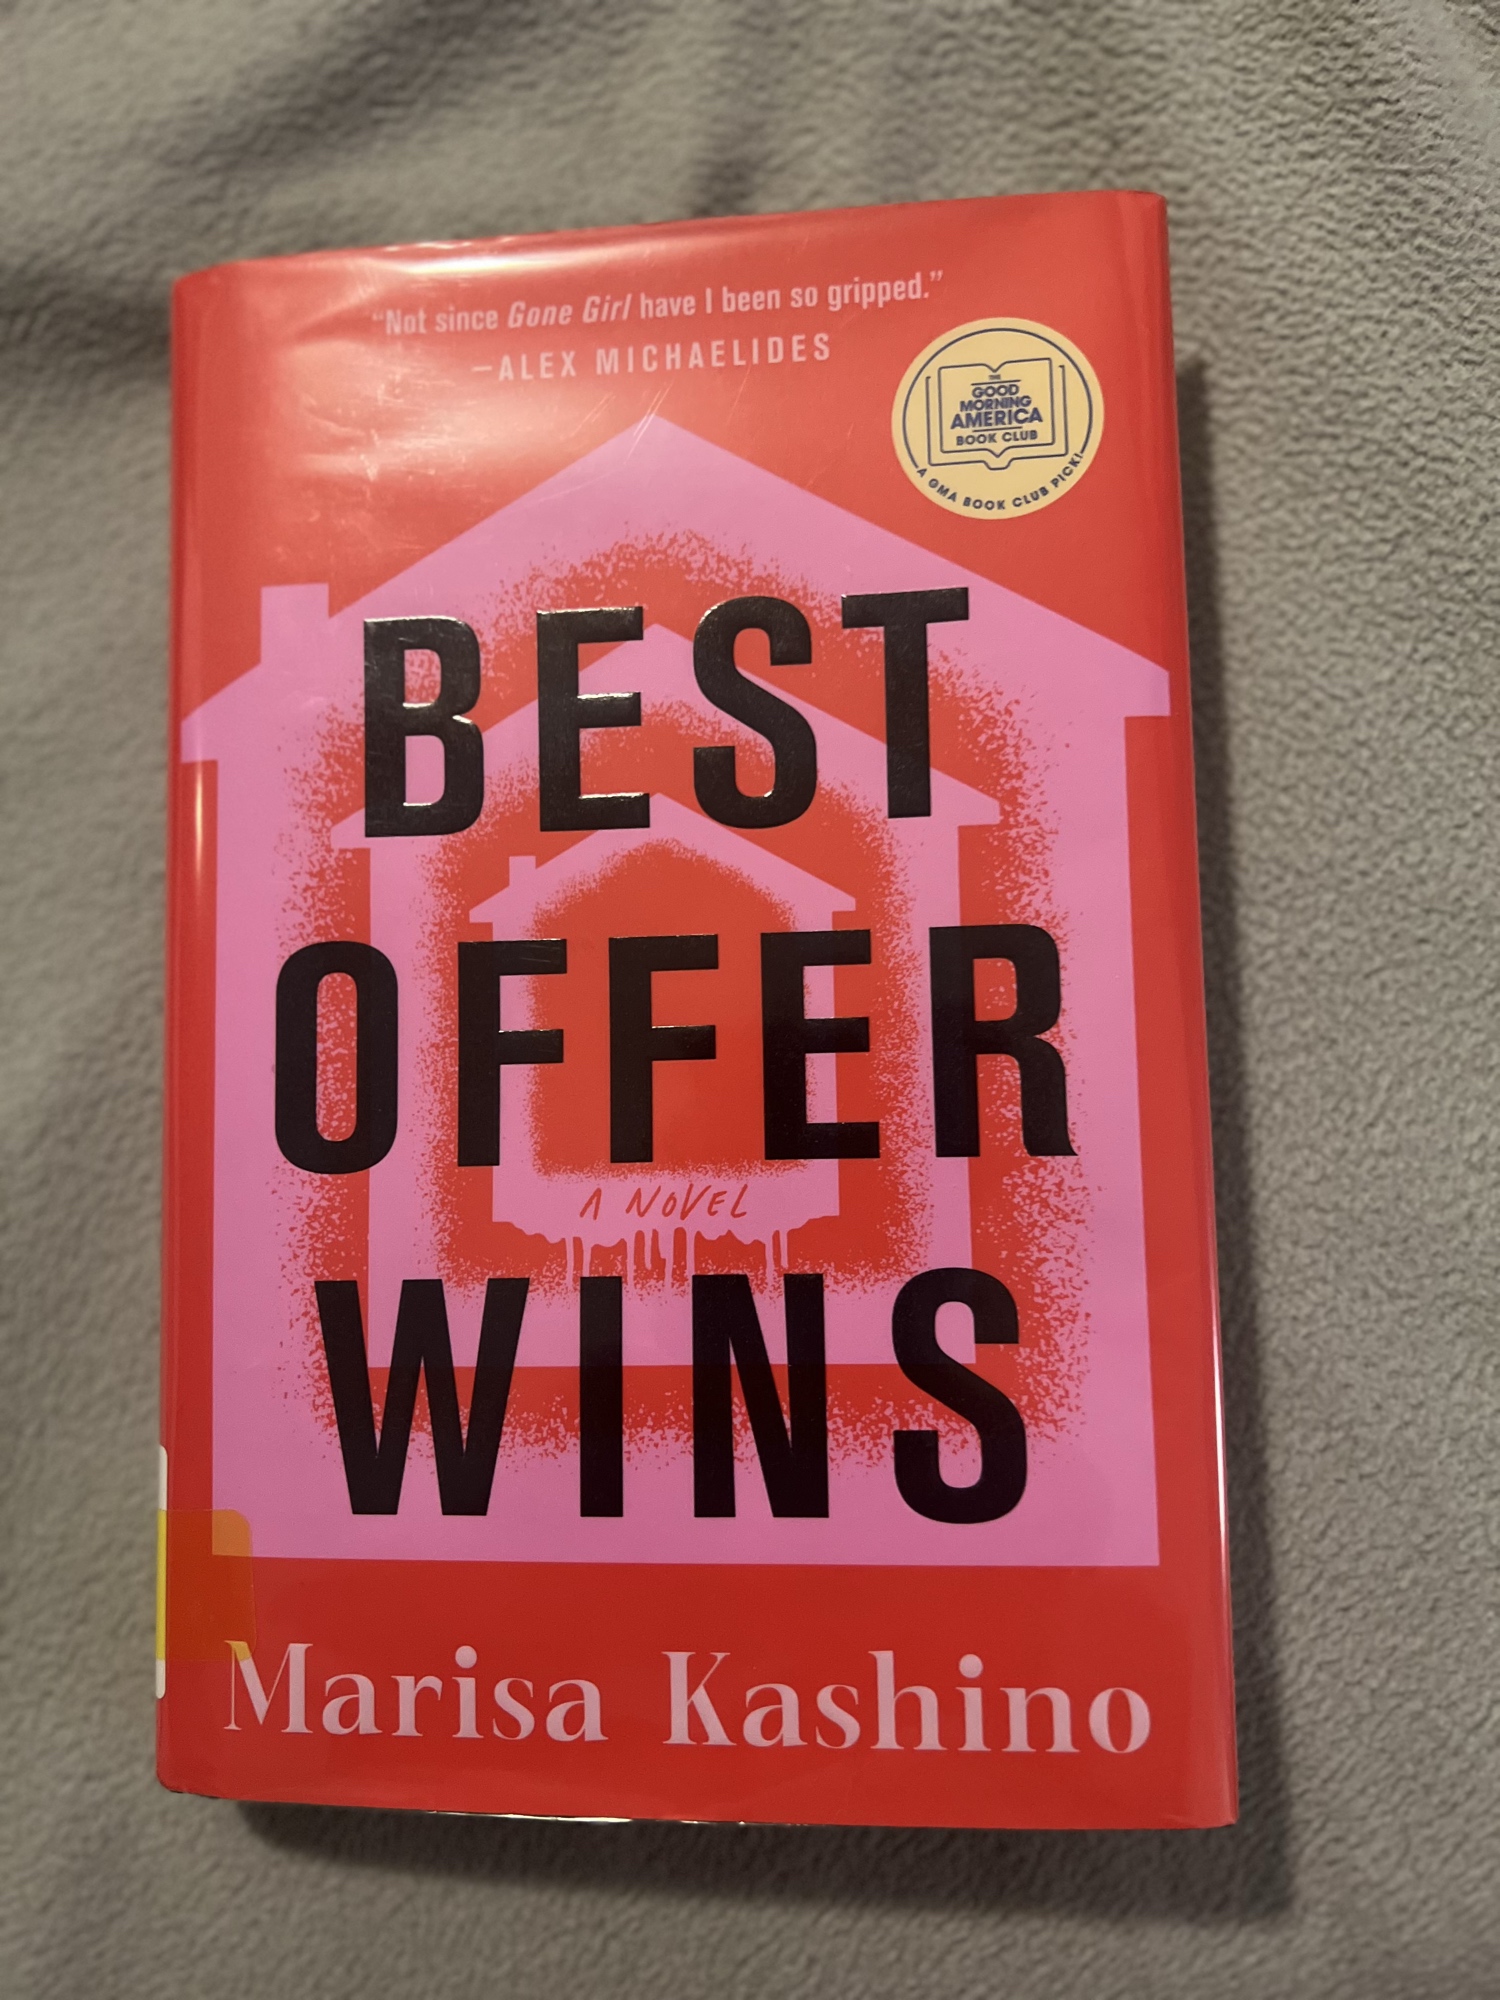 “Not since Gone Girl have I been so gripped.”
—ALEX MICHAELIDES
THE
GOOD
MORNING
AMERICA
BOOK CLUB
A GMA BOOK CLUB PICK!
BEST
OFFER
A NOVEL
WINS
Marisa Kashino